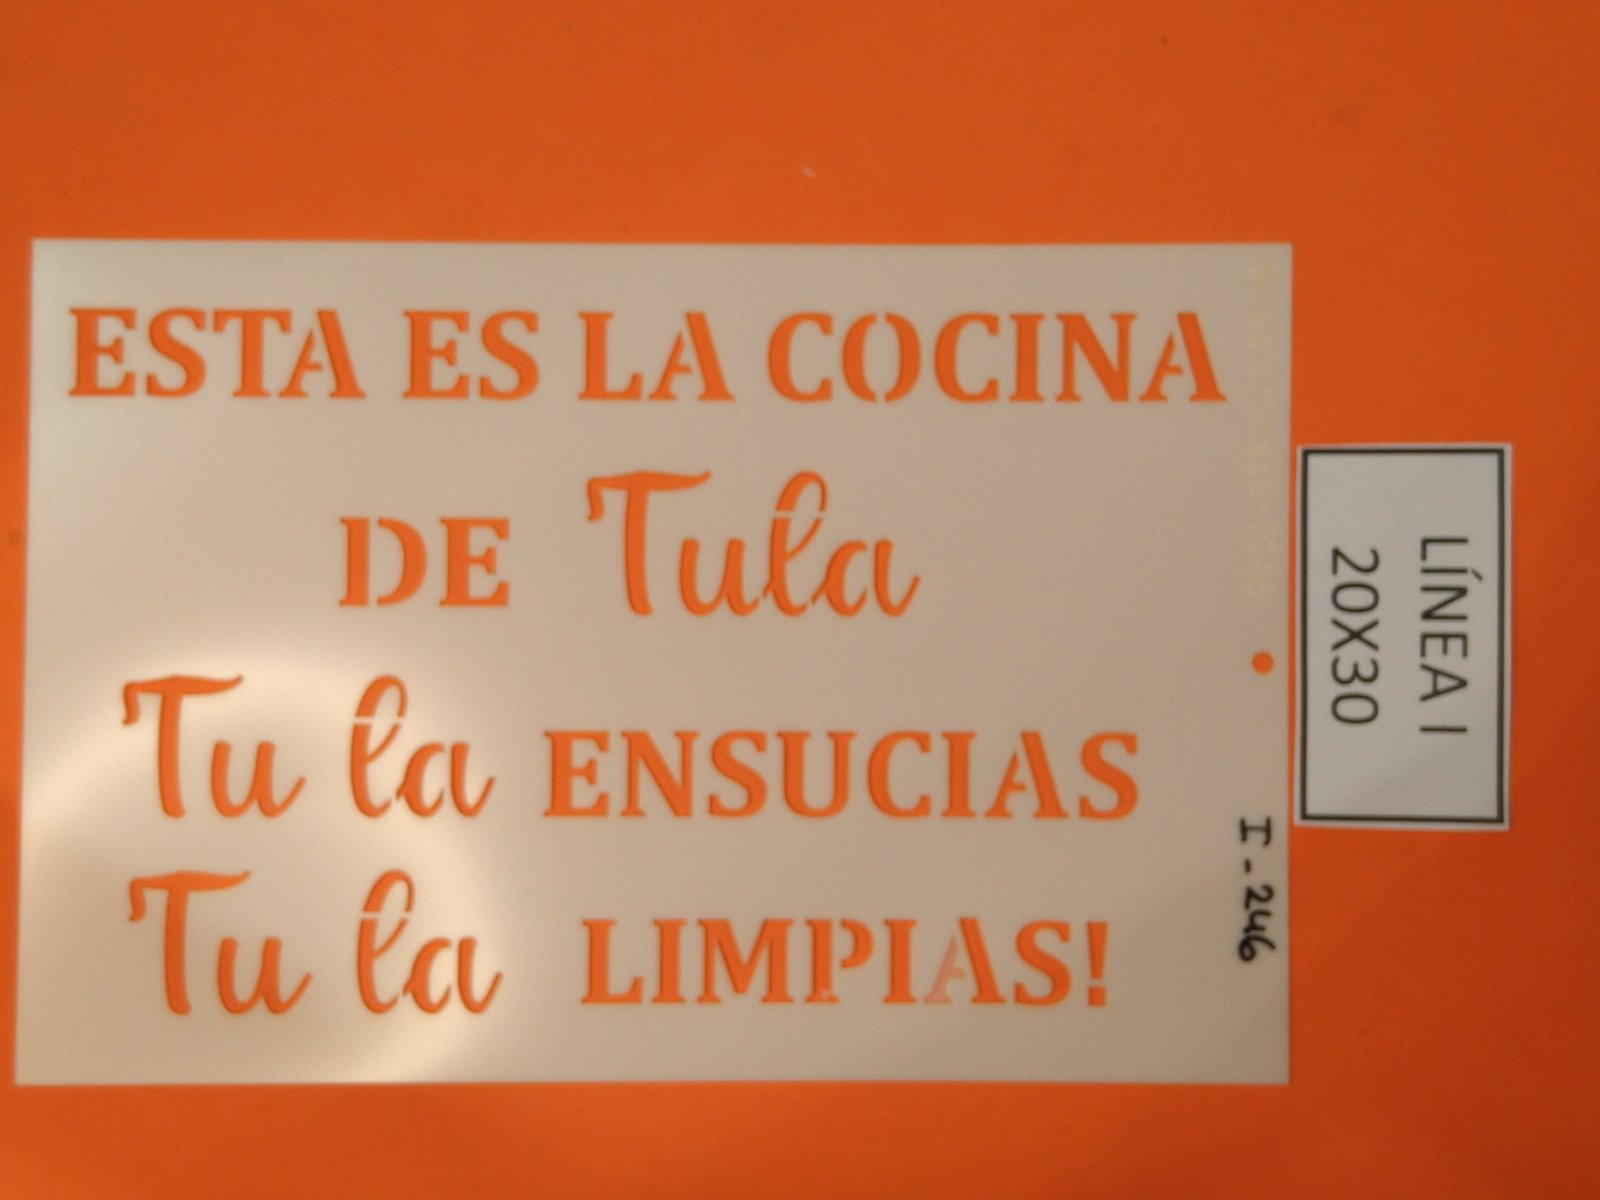 ESTA ES LA COCINA
DE Tula
Tu la ENSUCIAS
Tu la LIMPIAS!
LÍNEA I
20X30
I-246